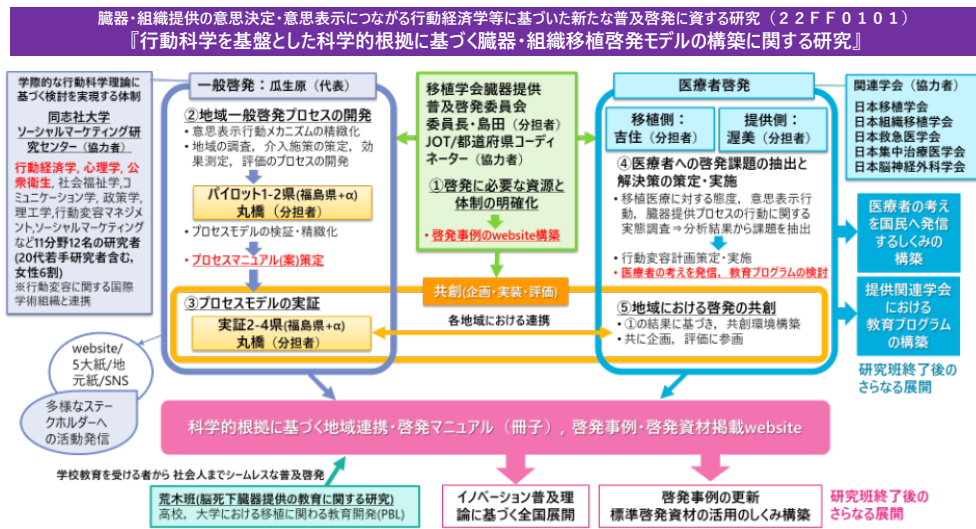 臓器・組織提供の意思決定・意思表示につながる行動経済学等に基づいた新たな普及啓発に資する研究（２２ＦＦ０１０１）
『行動科学を基盤とした科学的根拠に基づく臓器・組織移植啓発モデルの構築に関する研究』
学際的な行動科学理論に
基づく検討を実現する体制
同志社大学
ソーシャルマーケティング研
究センター（協力者）
行動経済学, 心理学, 公
衆衛生, 社会福祉学,コ
ミュニケーション学, 政策学,
理工学,行動変容マネジメ
ント,ソーシャルマーケティング
など11分野12名の研究者
(20代若手研究者含む,
女性6割)
※行動変容に関する国際
学術組織と連携
一般啓発：瓜生原（代表）
②地域一般啓発プロセスの開発
・意思表示行動メカニズムの精緻化
・地域の調査，介入施策の策定，効
果測定，評価のプロセスの開発
パイロット1-2県(福島県+α)
丸橋（分担者）
・プロセスモデルの検証・精緻化
・プロセスマニュアル(案)策定
③プロセスモデルの実証
実証2-4県(福島県+α)
丸橋（分担者）
移植学会臓器提供
普及啓発委員会
委員長・島田（分担者）
JOT/都道府県コーディ
ネーター（協力者）
①啓発に必要な資源と
体制の明確化
・啓発事例のwebsite構築
共創(企画・実装・評価)
各地域における連携
医療者啓発
移植側：
吉住（分担者）
提供側：
渥美（分担者）
④医療者への啓発課題の抽出と
解決策の策定・実施
・移植医療に対する態度，意思表示行
動，臓器提供プロセスの行動に関する
実態調査⇒分析結果から課題を抽出
・行動変容計画策定・実施
・医療者の考えを発信，教育プログラムの検討
⑤地域における啓発の共創
・①の結果に基づき，共創環境構築
・共に企画，評価に参画
関連学会（協力者）
日本移植学会
日本組織移植学会
日本救急医学会
日本集中治療医学会
日本脳神経外科学会
医療者の考え
を国民へ発信
するしくみの
構築
提供関連学会
における
教育プログラム
の構築
研究班終了後の
さらなる展開
website/
5大紙/地
元紙/SNS
多様なステー
クホルダーへ
の活動発信
科学的根拠に基づく地域連携・啓発マニュアル（冊子）, 啓発事例・啓発資材掲載website
学校教育を受ける者から 社会人までシームレスな普及啓発
荒木班(脳死下臓器提供の教育に関する研究)
高校，大学における移植に関わる教育開発(PBL)
イノベーション普及理
論に基づく全国展開
啓発事例の更新
標準啓発資材の活用のしくみ構築
研究班終了後の
さらなる展開